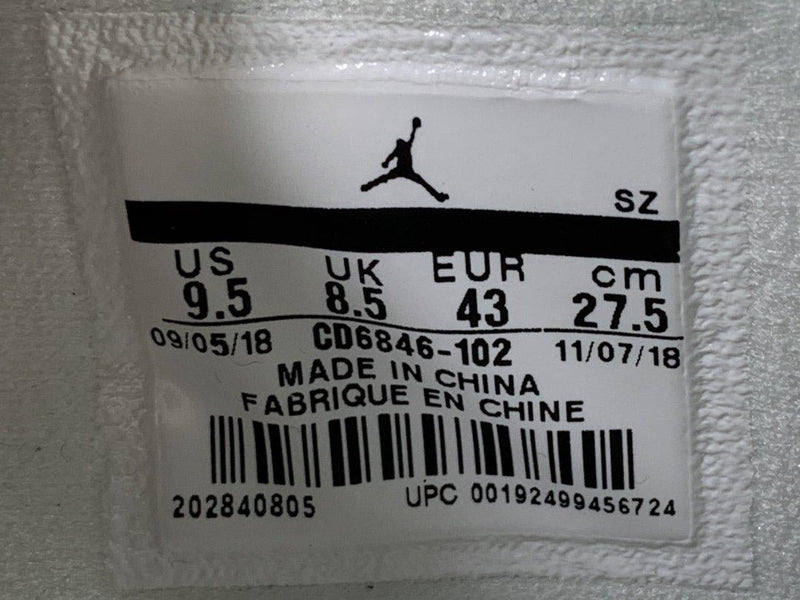 SZ
US UK EUR cm
9.5 8.5 43 27.5
09/05/18 CD6846-102 11/07/18
MADE IN CHINA
FABRIQUE EN CHINE
202840805 UPC 00192499456724